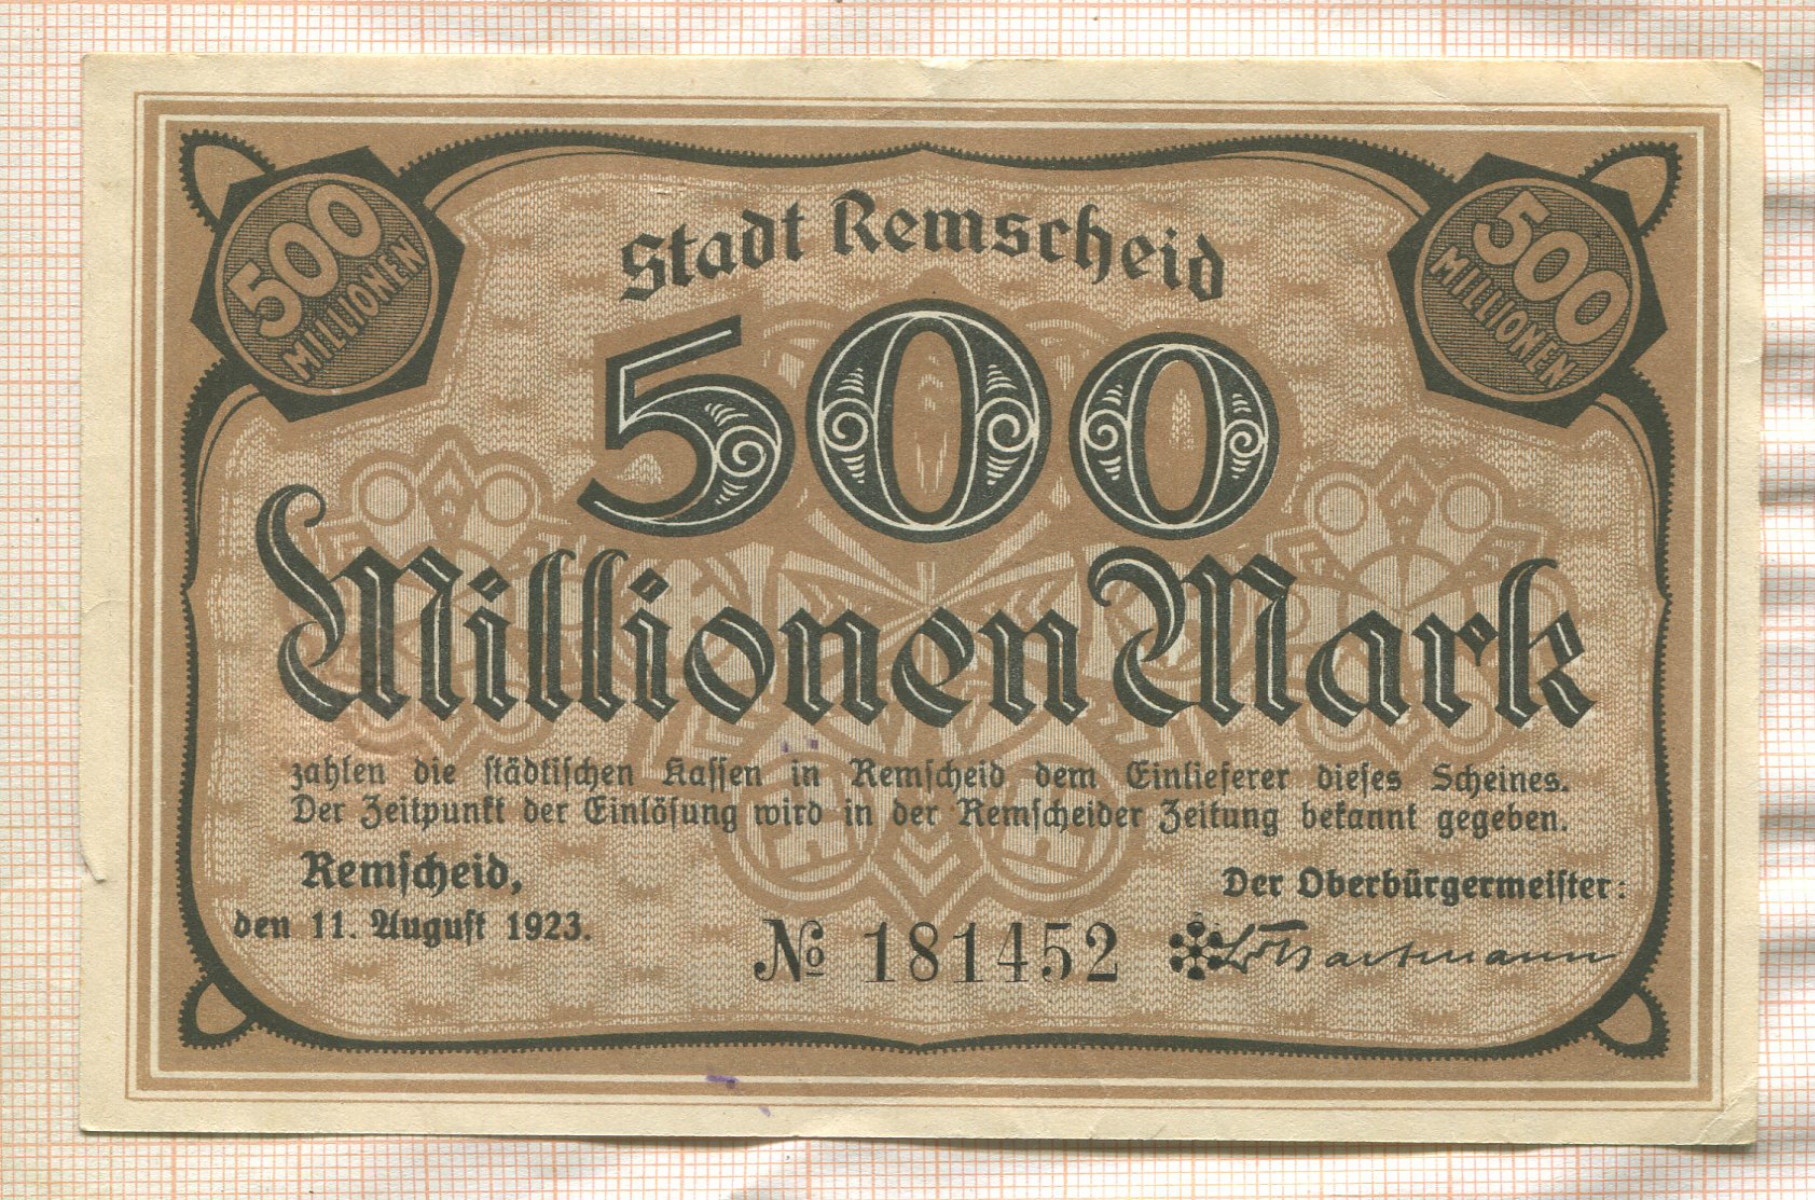 500
MILLIONEN
500
MILLIONEN
Stadt Remscheid
500
Millionen Mark
zahlen die städtischen Kassen in Remscheid dem Einlieferer dieses Scheines.
Der Zeitpunkt der Einlösung wird in der Remscheider Zeitung bekannt gegeben.
Remscheid,
den 11. August 1923.
Der Oberbürgermeister:
№ 181452
Hartmann